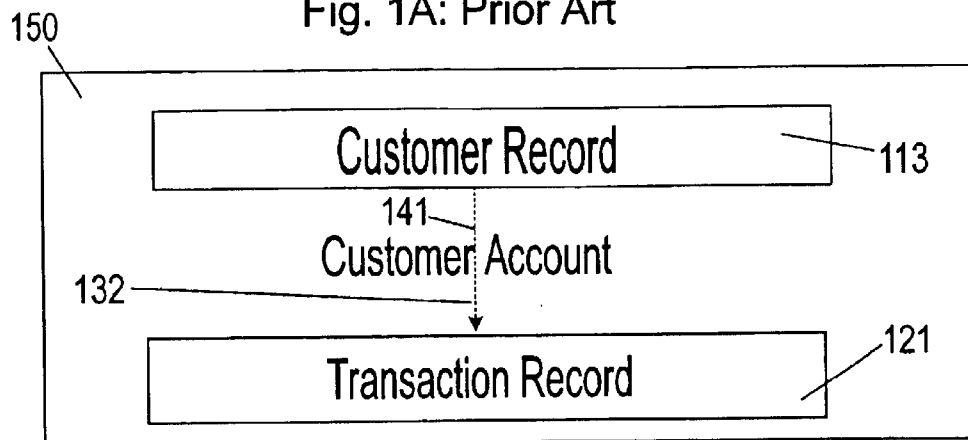 Fig. 1A: Prior Art
150
Customer Record
113
141
Customer Account
132
Transaction Record
121